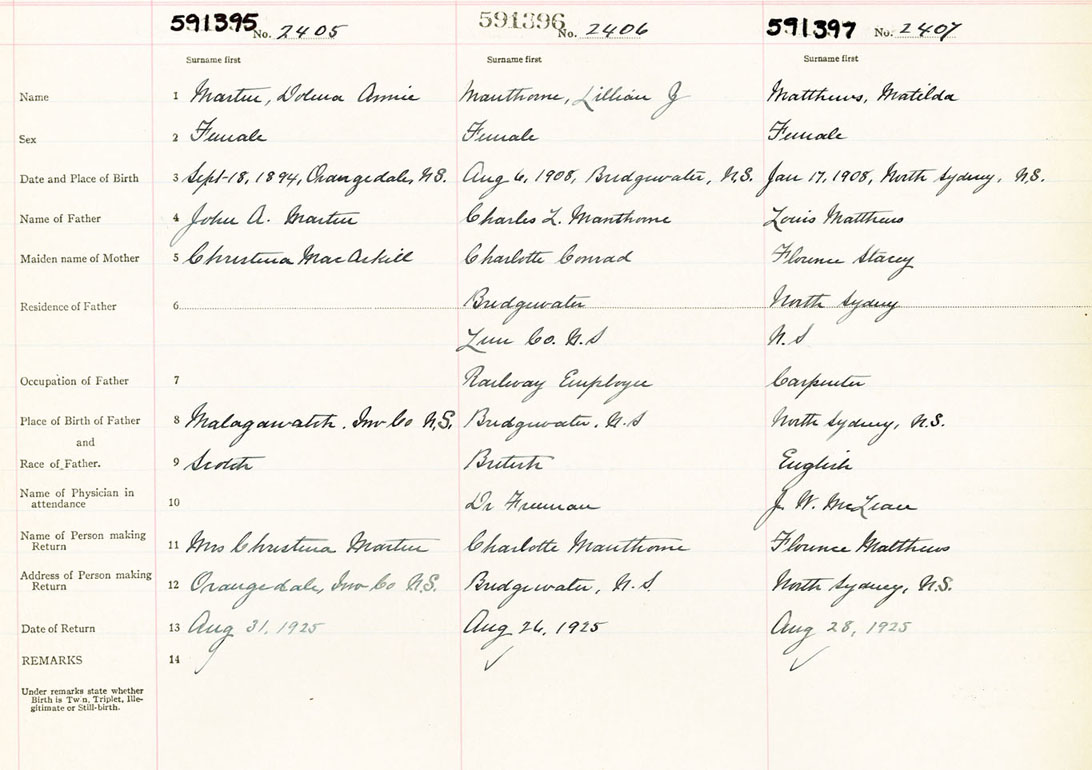 591395 No. 2405 591396 No. 2406 591397 No. 2407
Surname first Surname first Surname first
Name 1 Martin, Dolena Annie Manthorne, Lillian J Matthews, Matilda
Sex 2 Female Female Female
Date and Place of Birth 3 Sept-18, 1894, Orangedale, N.S. Aug 6, 1908, Bridgewater, N.S. Jan 17, 1908, North Sydney, N.S.
Name of Father 4 John A. Martin Charles L. Manthorne Louis Matthews
Maiden name of Mother 5 Christena MacAskill Charlotte Conrad Florence Stacey
Residence of Father 6 Bridgewater North Sydney
Lun Co. N.S N.S
Occupation of Father 7 Railway Employee Carpenter
Place of Birth of Father 8 Malagawatch. Inv Co N.S. Bridgewater, N.S North Sydney, N.S.
and
Race of Father. 9 Scotch British English
Name of Physician in
attendance 10 Dr Freeman J. W. McLean
Name of Person making
Return 11 Mrs Christena Martin Charlotte Manthorne Florence Matthews
Address of Person making
Return 12 Orangedale, Inv Co N.S. Bridgewater, N.S. North Sydney, N.S.
Date of Return 13 Aug 31, 1925 Aug 26, 1925 Aug 28, 1925
REMARKS 14
Under remarks state whether
Birth is Twin, Triplet, Ille-
gitimate or Still-birth.